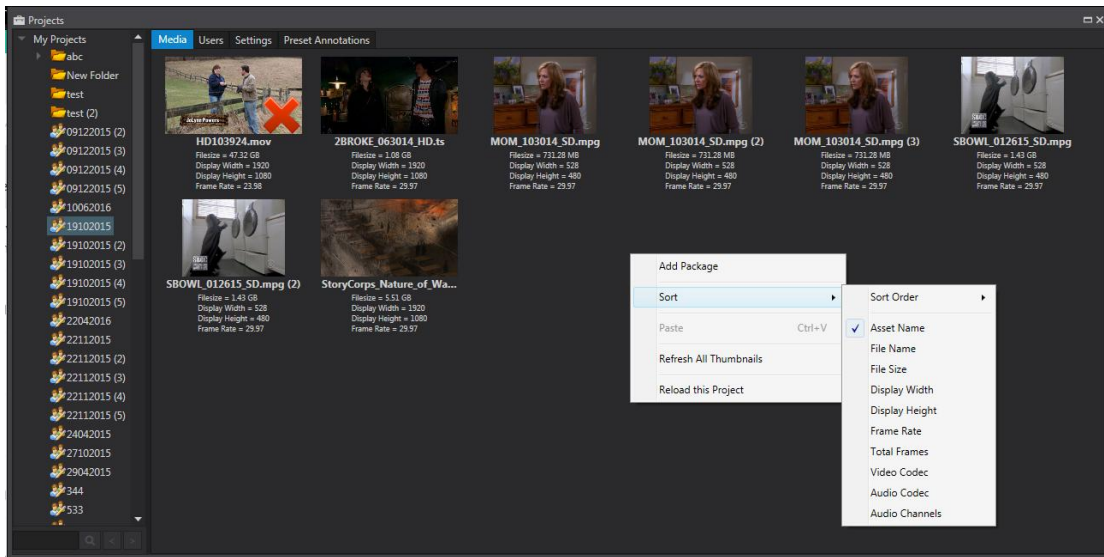 Projects
My Projects
abc
New Folder
test
test (2)
09122015 (2)
09122015 (3)
09122015 (4)
09122015 (5)
10062016
19102015
19102015 (2)
19102015 (3)
19102015 (4)
19102015 (5)
22042016
22112015
22112015 (2)
22112015 (3)
22112015 (4)
22112015 (5)
24042015
27102015
29042015
344
533
Media Users Settings Preset Annotations
JoLynn Powers
HD103924.mov
Filesize = 47.32 GB
Display Width = 1920
Display Height = 1080
Frame Rate = 23.98
2BROKE_063014_HD.ts
Filesize = 1.08 GB
Display Width = 1920
Display Height = 1080
Frame Rate = 29.97
MOM_103014_SD.mpg
Filesize = 731.28 MB
Display Width = 528
Display Height = 480
Frame Rate = 29.97
MOM_103014_SD.mpg (2)
Filesize = 731.28 MB
Display Width = 528
Display Height = 480
Frame Rate = 29.97
MOM_103014_SD.mpg (3)
Filesize = 731.28 MB
Display Width = 528
Display Height = 480
Frame Rate = 29.97
SBOWL_012615_SD.mpg
Filesize = 1.43 GB
Display Width = 528
Display Height = 480
Frame Rate = 29.97
SBOWL_012615_SD.mpg (2)
Filesize = 1.43 GB
Display Width = 528
Display Height = 480
Frame Rate = 29.97
StoryCorps_Nature_of_Wa...
Filesize = 5.51 GB
Display Width = 1920
Display Height = 1080
Frame Rate = 29.97
Add Package
Sort
Paste Ctrl+V
Refresh All Thumbnails
Reload this Project
Sort Order
Asset Name
File Name
File Size
Display Width
Display Height
Frame Rate
Total Frames
Video Codec
Audio Codec
Audio Channels